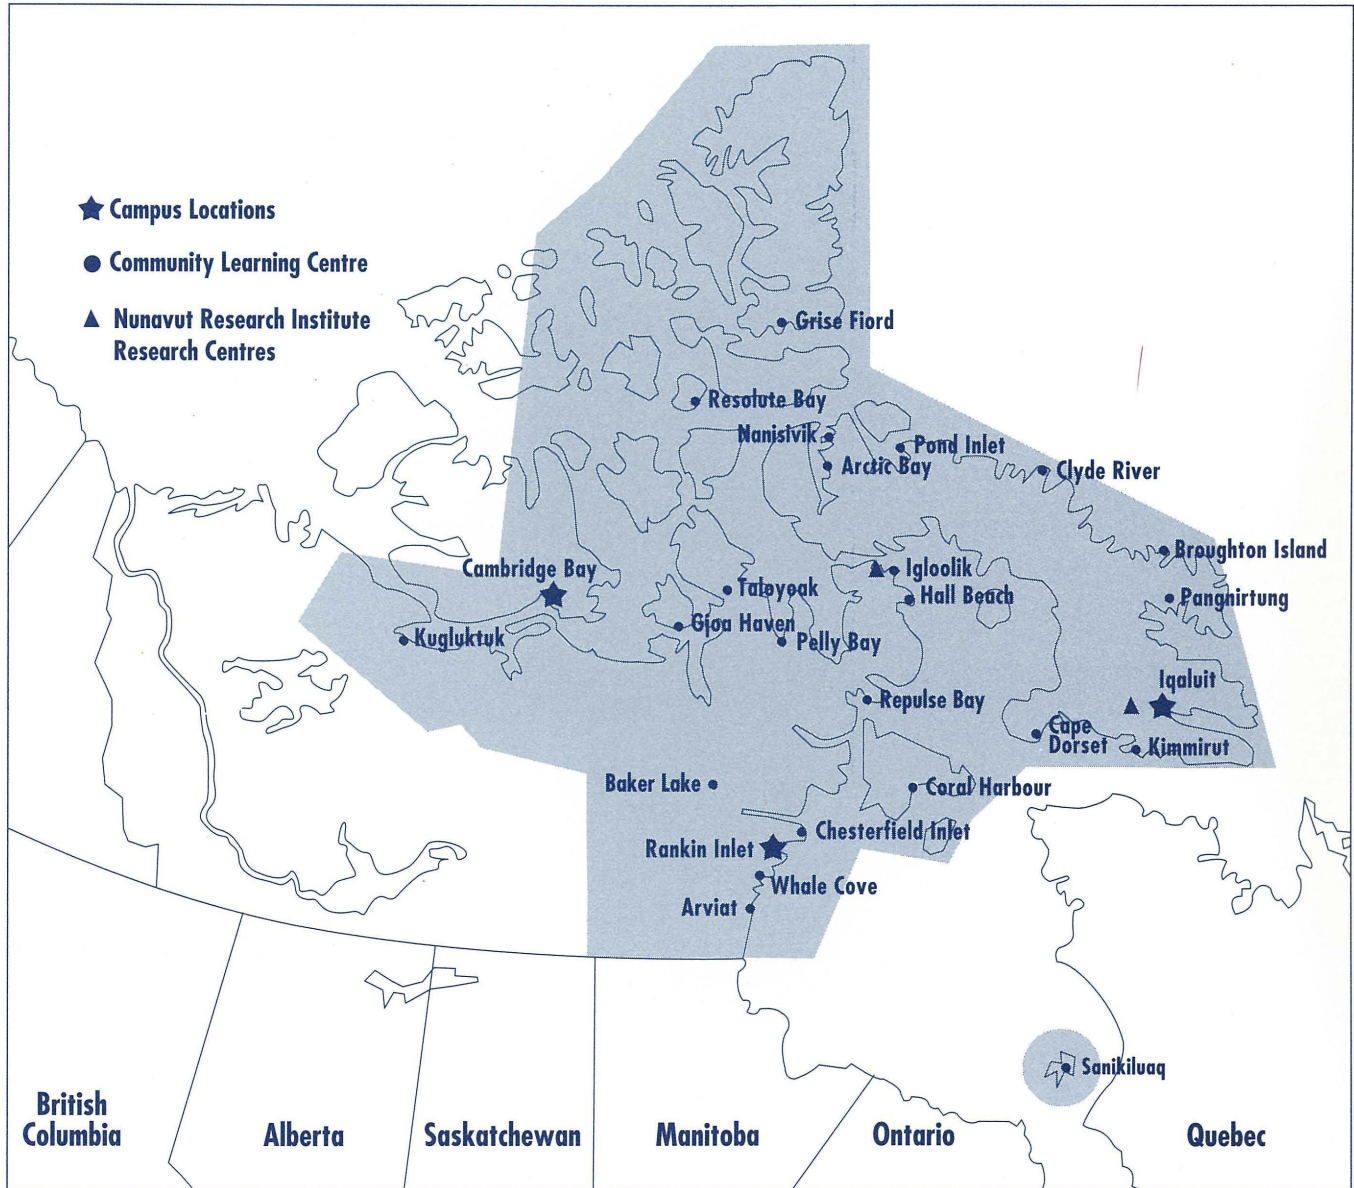 Campus Locations
Community Learning Centre
Nunavut Research Institute
Research Centres
Grise Fiord
Resolute Bay
Nanisivik
Pond Inlet
Arctic Bay
Clyde River
Broughton Island
Cambridge Bay
Igloolik
Taloyoak
Hall Beach
Pangnirtung
Gjoa Haven
Kugluktuk
Pelly Bay
Iqaluit
Repulse Bay
Cape
Dorset
Kimmirut
Baker Lake
Coral Harbour
Chesterfield Inlet
Rankin Inlet
Whale Cove
Arviat
Sanikiluaq
British
Columbia
Alberta
Saskatchewan
Manitoba
Ontario
Quebec